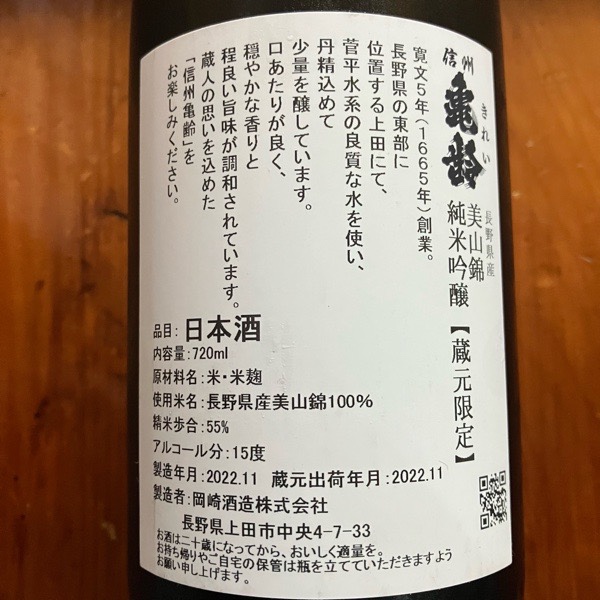 信州
亀齢
きれい
長野県産
美山錦
純米吟醸【蔵元限定】
寛文5年(1665年)創業。
長野県の東部に
位置する上田にて、
菅平水系の良質な水を使い、
丹精込めて
少量を醸しています。
口あたりが良く、
穏やかな香りと
程良い旨味が調和されています。
蔵人の思いを込めた
「信州亀齢」を
お楽しみください。
品目:日本酒
内容量:720ml
原材料名:米・米麹
使用米名:長野県産美山錦100%
精米歩合:55%
アルコール分:15度
製造年月:2022.11 蔵元出荷年月:2022.11
製造者:岡崎酒造株式会社
長野県上田市中央4-7-33
お酒は二十歳になってから、おいしく適量を。
お持ち帰りやご自宅の保管は瓶を立てていただきますよう
お願い申し上げます。